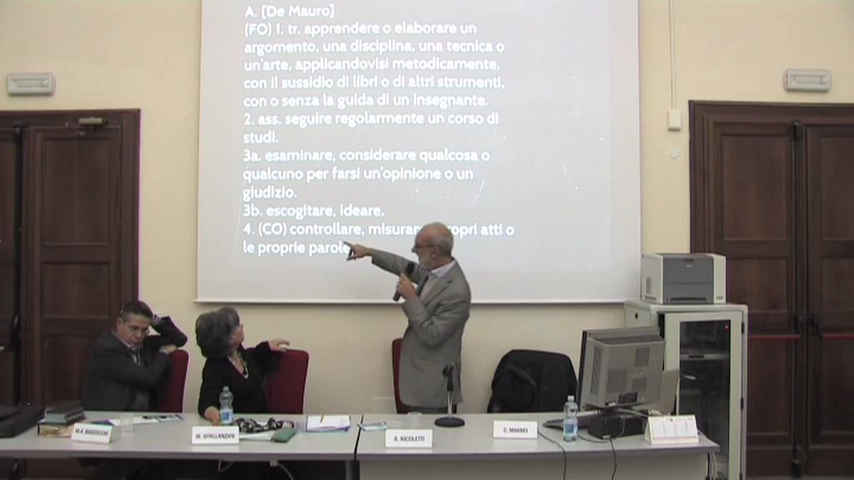 A. [De Mauro]
(FO) 1. tr. apprendere o elaborare un
argomento, una disciplina, una tecnica o
un'arte, applicandovisi metodicamente,
con il sussidio di libri o di altri strumenti,
con o senza la guida di un insegnante.
2. ass. seguire regolarmente un corso di
studi.
3a. esaminare, considerare qualcosa o
qualcuno per farsi un'opinione o un
giudizio.
3b. escogitare, ideare.
4. (CO) controllare, misurare propri atti o
le proprie parole
M. SPALLANZANI
R. NICOLETTI
C. MARMO